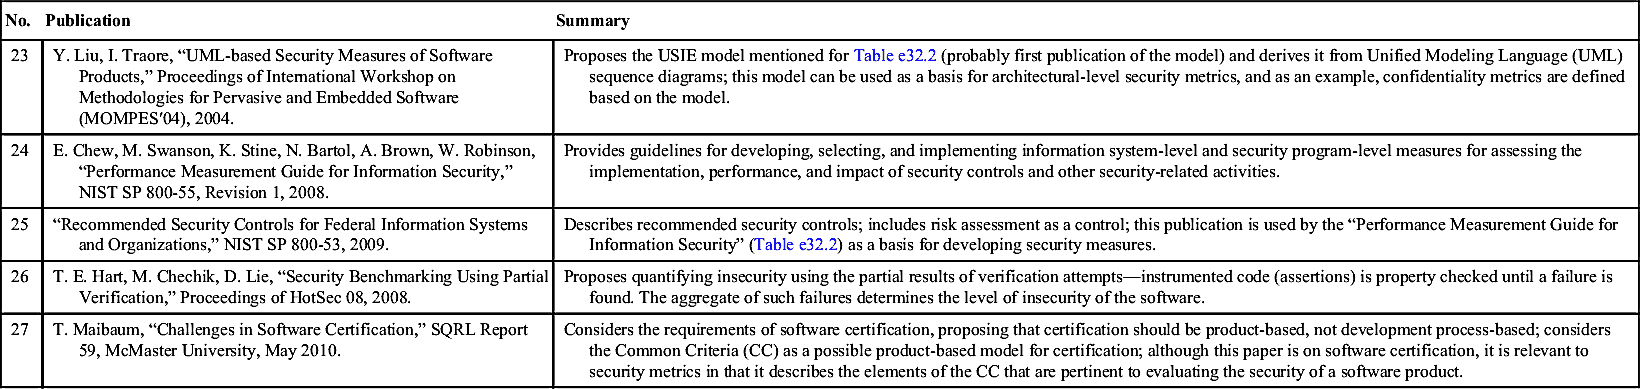 No. Publication Summary
23 Y. Liu, I. Traore, “UML-based Security Measures of Software
Products,” Proceedings of International Workshop on
Methodologies for Pervasive and Embedded Software
(MOMPES′04), 2004.
Proposes the USIE model mentioned for Table e32.2 (probably first publication of the model) and derives it from Unified Modeling Language (UML)
sequence diagrams; this model can be used as a basis for architectural-level security metrics, and as an example, confidentiality metrics are defined
based on the model.
24 E. Chew, M. Swanson, K. Stine, N. Bartol, A. Brown, W. Robinson,
“Performance Measurement Guide for Information Security,”
NIST SP 800-55, Revision 1, 2008.
Provides guidelines for developing, selecting, and implementing information system-level and security program-level measures for assessing the
implementation, performance, and impact of security controls and other security-related activities.
25 “Recommended Security Controls for Federal Information Systems
and Organizations,” NIST SP 800-53, 2009.
Describes recommended security controls; includes risk assessment as a control; this publication is used by the “Performance Measurement Guide for
Information Security” (Table e32.2) as a basis for developing security measures.
26 T. E. Hart, M. Chechik, D. Lie, “Security Benchmarking Using Partial
Verification,” Proceedings of HotSec 08, 2008.
Proposes quantifying insecurity using the partial results of verification attempts—instrumented code (assertions) is property checked until a failure is
found. The aggregate of such failures determines the level of insecurity of the software.
27 T. Maibaum, “Challenges in Software Certification,” SQRL Report
59, McMaster University, May 2010.
Considers the requirements of software certification, proposing that certification should be product-based, not development process-based; considers
the Common Criteria (CC) as a possible product-based model for certification; although this paper is on software certification, it is relevant to
security metrics in that it describes the elements of the CC that are pertinent to evaluating the security of a software product.